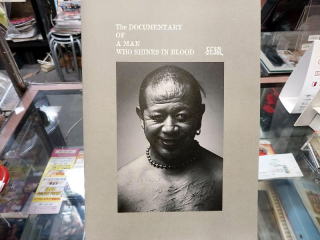 The DOCUMENTARY
OF
A MAN
WHO SHINES IN BLOOD